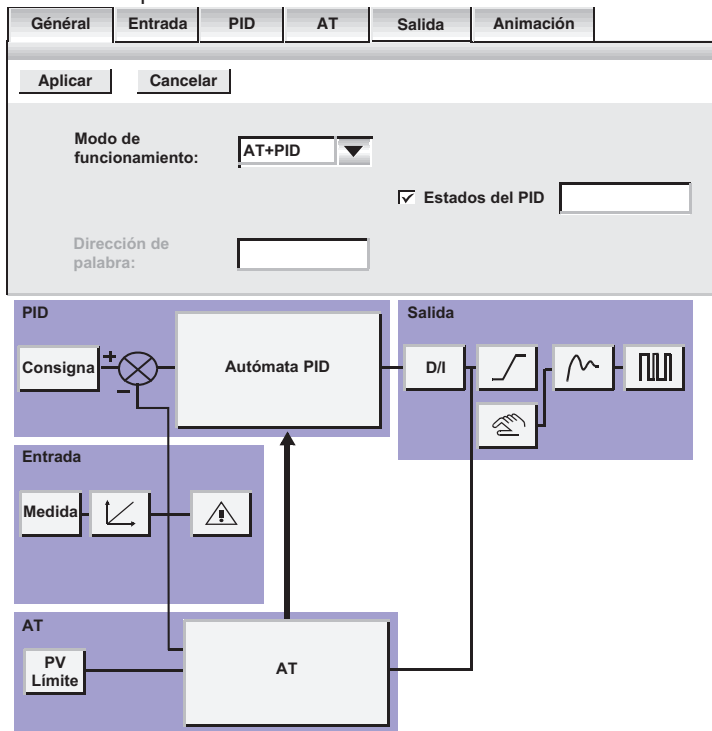 Général Entrada PID AT Salida Animación
Aplicar Cancelar
Modo de
funcionamiento:
AT+PID
Estados del PID
Dirección de
palabra:
PID
Salida
Consigna
+
−
Autómata PID
D/I
Entrada
Medida
AT
PV
Límite
AT